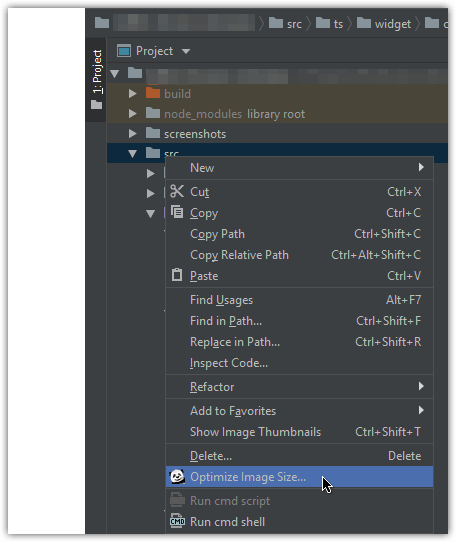 src ts widget
1: Project
Project
build
node_modules library root
screenshots
src
New
Cut Ctrl+X
Copy Ctrl+C
Copy Path Ctrl+Shift+C
Copy Relative Path Ctrl+Alt+Shift+C
Paste Ctrl+V
Find Usages Alt+F7
Find in Path... Ctrl+Shift+F
Replace in Path... Ctrl+Shift+R
Inspect Code...
Refactor
Add to Favorites
Show Image Thumbnails Ctrl+Shift+T
Delete... Delete
Optimize Image Size...
Run cmd script
CMD Run cmd shell